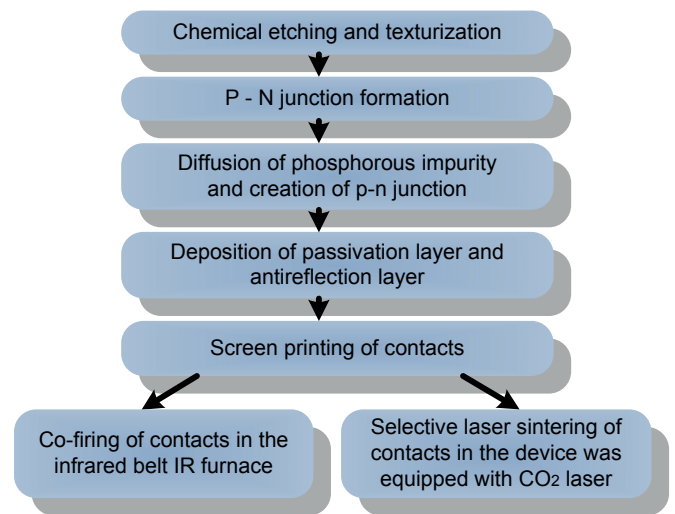 Chemical etching and texturization
P - N junction formation
Diffusion of phosphorous impurity
and creation of p-n junction
Deposition of passivation layer and
antireflection layer
Screen printing of contacts
Co-firing of contacts in the
infrared belt IR furnace
Selective laser sintering of
contacts in the device was
equipped with CO2 laser